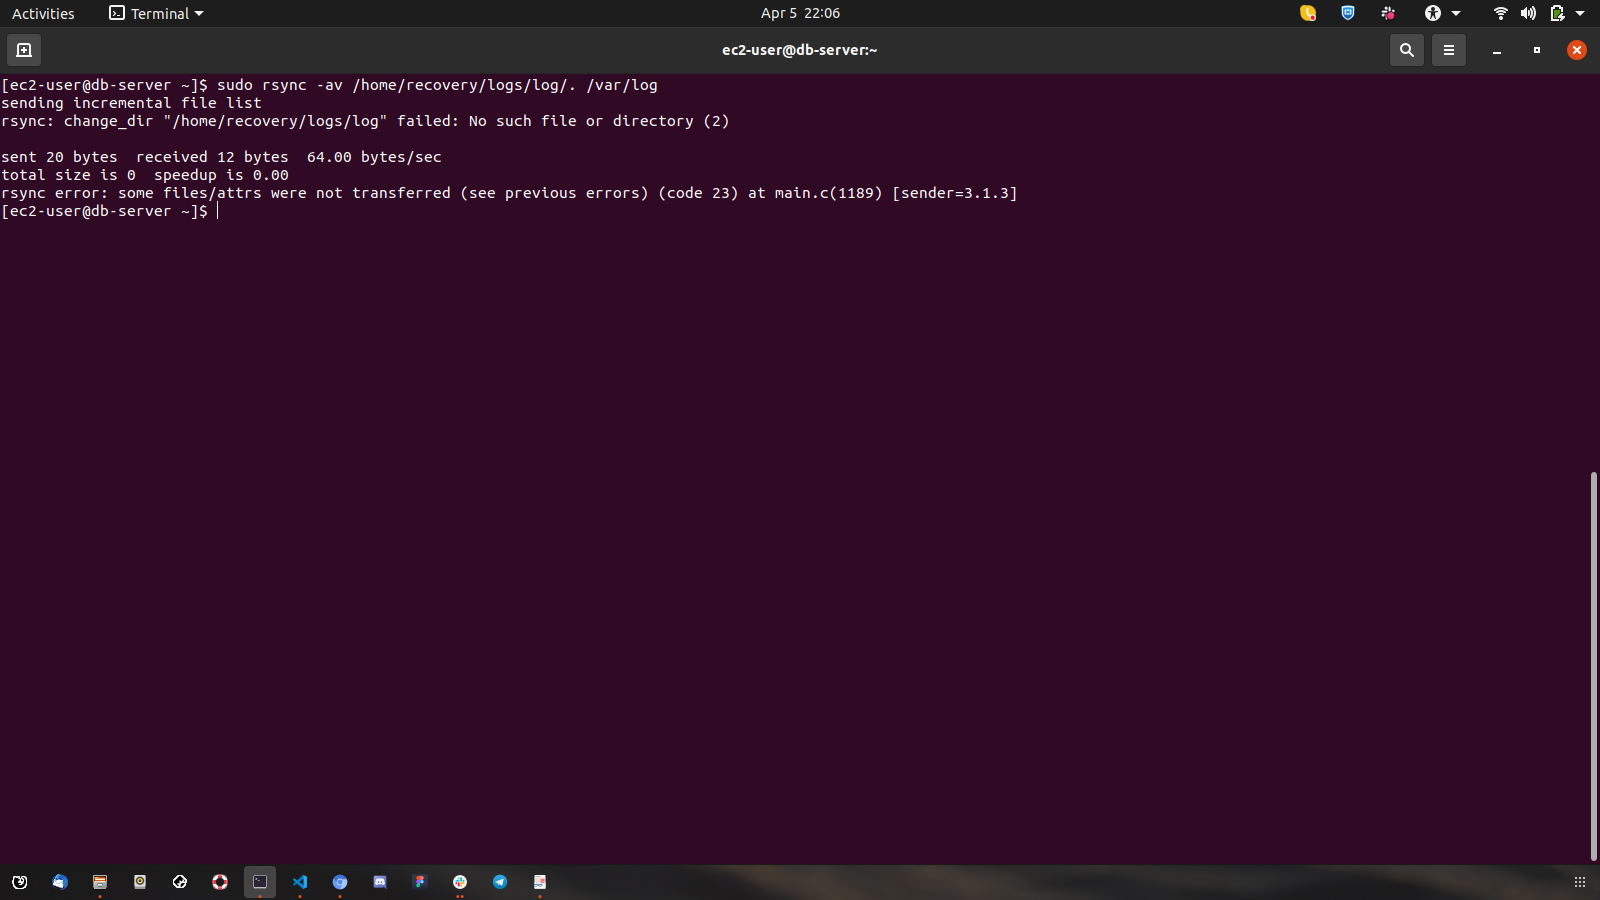 Activities
Terminal
Apr 5 22:06
ec2-user@db-server:~
[ec2-user@db-server ~]$ sudo rsync -av /home/recovery/logs/log/. /var/log
sending incremental file list
rsync: change_dir "/home/recovery/logs/log" failed: No such file or directory (2)
sent 20 bytes  received 12 bytes  64.00 bytes/sec
total size is 0  speedup is 0.00
rsync error: some files/attrs were not transferred (see previous errors) (code 23) at main.c(1189) [sender=3.1.3]
[ec2-user@db-server ~]$